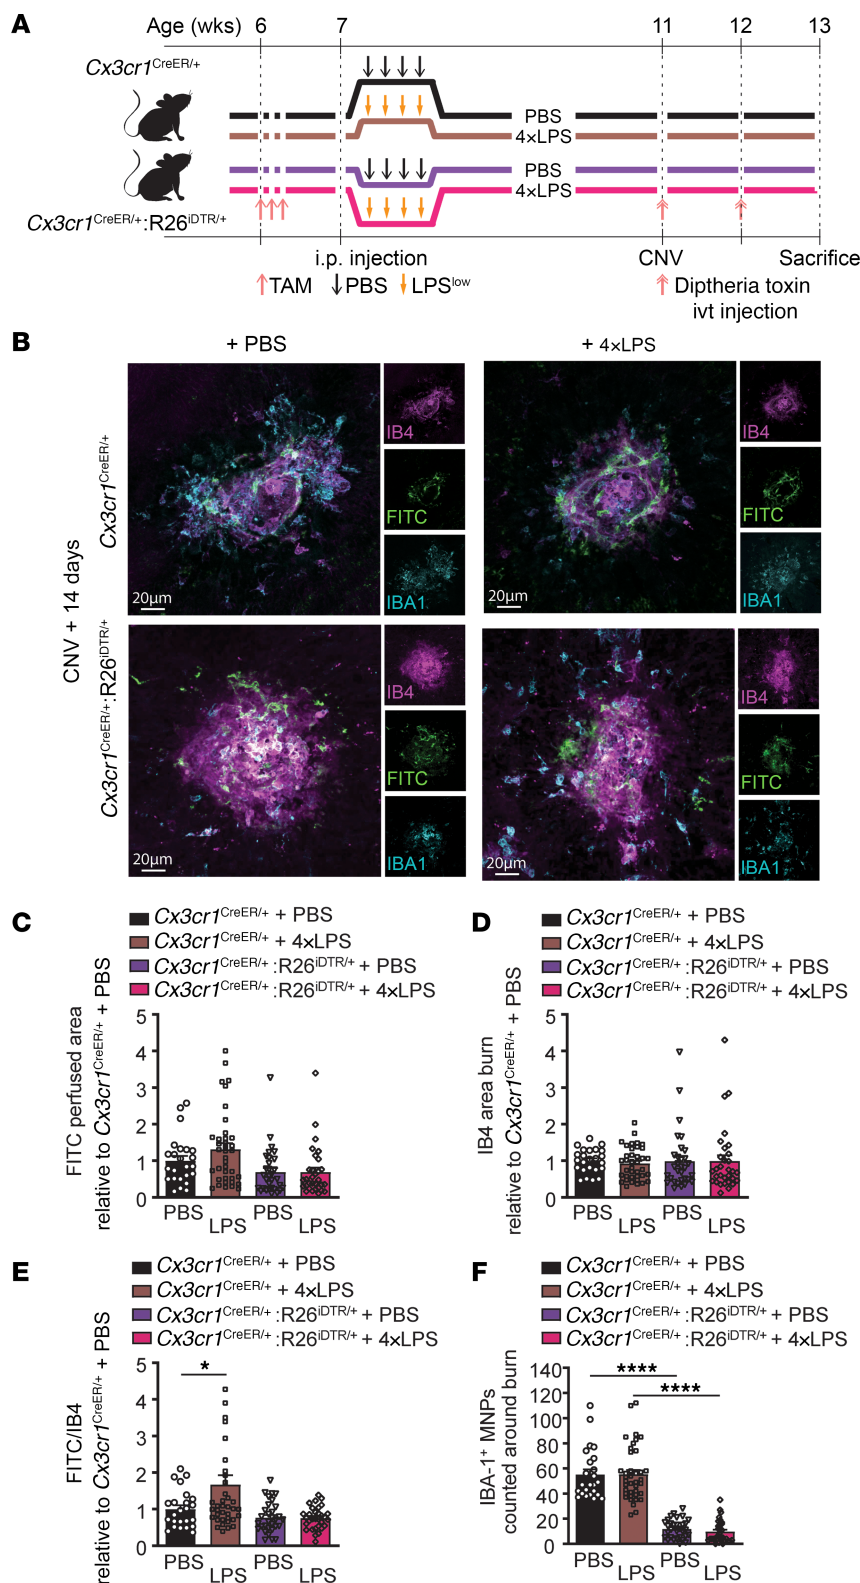 A
Age (wks) 6 7 11 12 13
Cx3cr1CreER/+
PBS
4×LPS
PBS
4×LPS
Cx3cr1CreER/+:R26iDTR/+
i.p. injection CNV Sacrifice
TAM PBS LPSlow Diptheria toxin
ivt injection
B
+ PBS + 4×LPS
CNV + 14 days
Cx3cr1CreER/+
IB4
FITC
IBA1
20µm
IB4
FITC
IBA1
20µm
Cx3cr1CreER/+:R26iDTR/+
IB4
FITC
IBA1
20µm
IB4
FITC
IBA1
20µm
C
Cx3cr1CreER/+ + PBS
Cx3cr1CreER/+ + 4×LPS
Cx3cr1CreER/+ :R26iDTR/+ + PBS
Cx3cr1CreER/+ :R26iDTR/+ + 4×LPS
FITC perfused area
relative to Cx3cr1CreER/+ + PBS
5
4
3
2
1
0
PBS LPS PBS LPS
D
Cx3cr1CreER/+ + PBS
Cx3cr1CreER/+ + 4×LPS
Cx3cr1CreER/+ :R26iDTR/+ + PBS
Cx3cr1CreER/+ :R26iDTR/+ + 4×LPS
IB4 area burn
relative to Cx3cr1CreER/+ + PBS
5
4
3
2
1
0
PBS LPS PBS LPS
E
Cx3cr1CreER/+ + PBS
Cx3cr1CreER/+ + 4×LPS
Cx3cr1CreER/+ :R26iDTR/+ + PBS
Cx3cr1CreER/+ :R26iDTR/+ + 4×LPS
FITC/IB4
relative to Cx3cr1CreER/+ + PBS
5
4
3
2
1
0
*
PBS LPS PBS LPS
F
Cx3cr1CreER/+ + PBS
Cx3cr1CreER/+ + 4×LPS
Cx3cr1CreER/+ :R26iDTR/+ + PBS
Cx3cr1CreER/+ :R26iDTR/+ + 4×LPS
IBA-1+ MNPs
counted around burn
140
120
100
80
60
40
20
0
****
****
PBS LPS PBS LPS